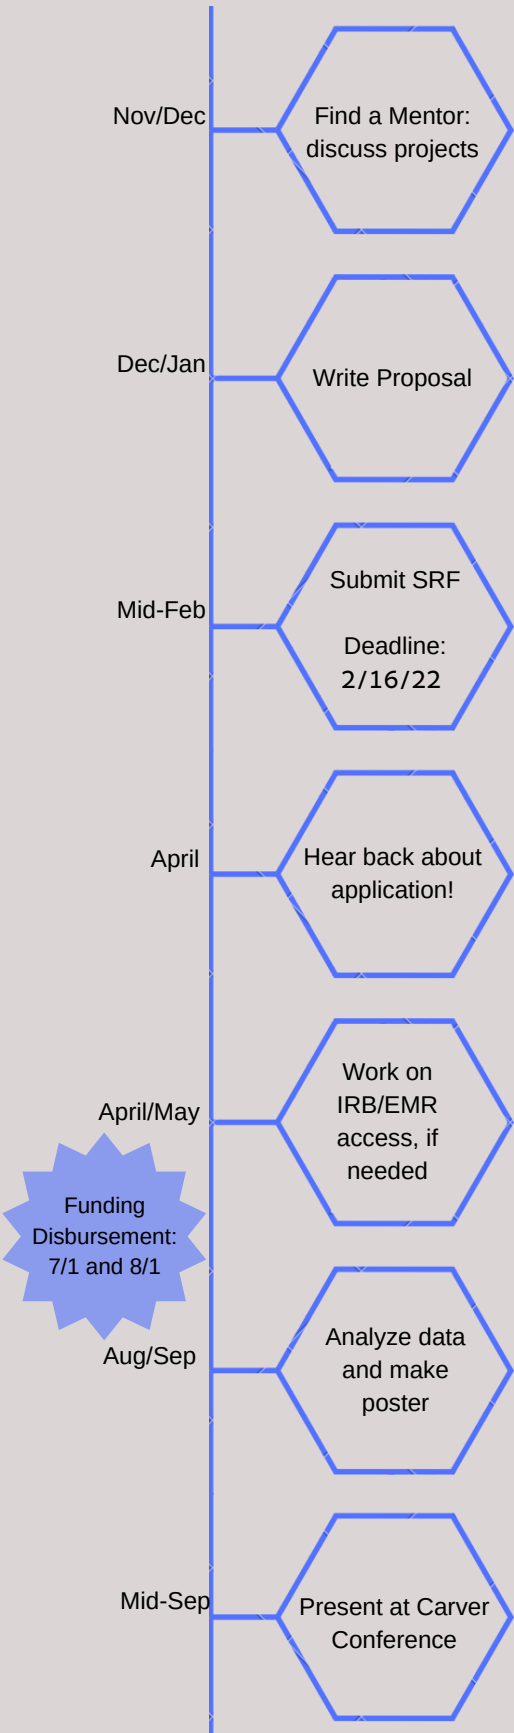 Nov/Dec
Find a Mentor:
discuss projects
Dec/Jan
Write Proposal
Mid-Feb
Submit SRF
Deadline:
2/16/22
April
Hear back about
application!
April/May
Work on
IRB/EMR
access, if
needed
Funding
Disbursement:
7/1 and 8/1
Aug/Sep
Analyze data
and make
poster
Mid-Sep
Present at Carver
Conference